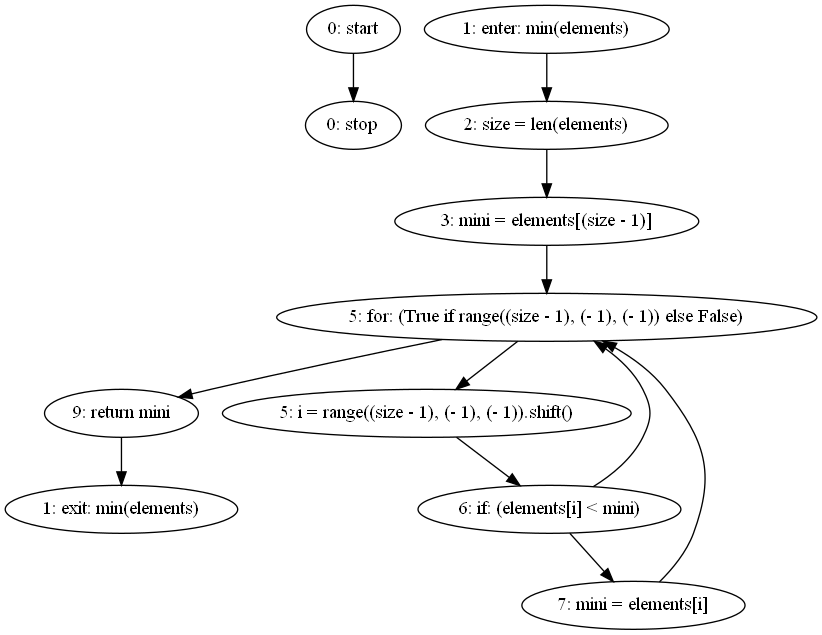 0: start
1: enter: min(elements)
0: stop
2: size = len(elements)
3: mini = elements[(size - 1)]
5: for: (True if range((size - 1), (- 1), (- 1)) else False)
9: return mini
5: i = range((size - 1), (- 1), (- 1)).shift()
1: exit: min(elements)
6: if: (elements[i] < mini)
7: mini = elements[i]